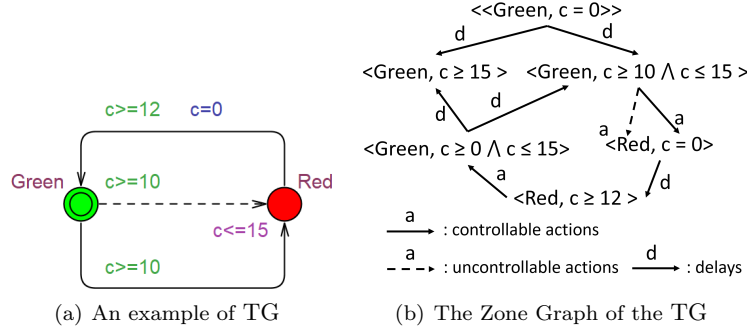 c>=12 c=0
Green c>=10 Red
c<=15
c>=10
(a) An example of TG
<<Green, c = 0>>
d d
<Green, c ≥ 15 > <Green, c ≥ 10 ⋀ c ≤ 15 >
d d a a
<Green, c ≥ 0 ⋀ c ≤ 15> <Red, c = 0>
a d
<Red, c ≥ 12 >
a : controllable actions
a : uncontrollable actions d : delays
(b) The Zone Graph of the TG